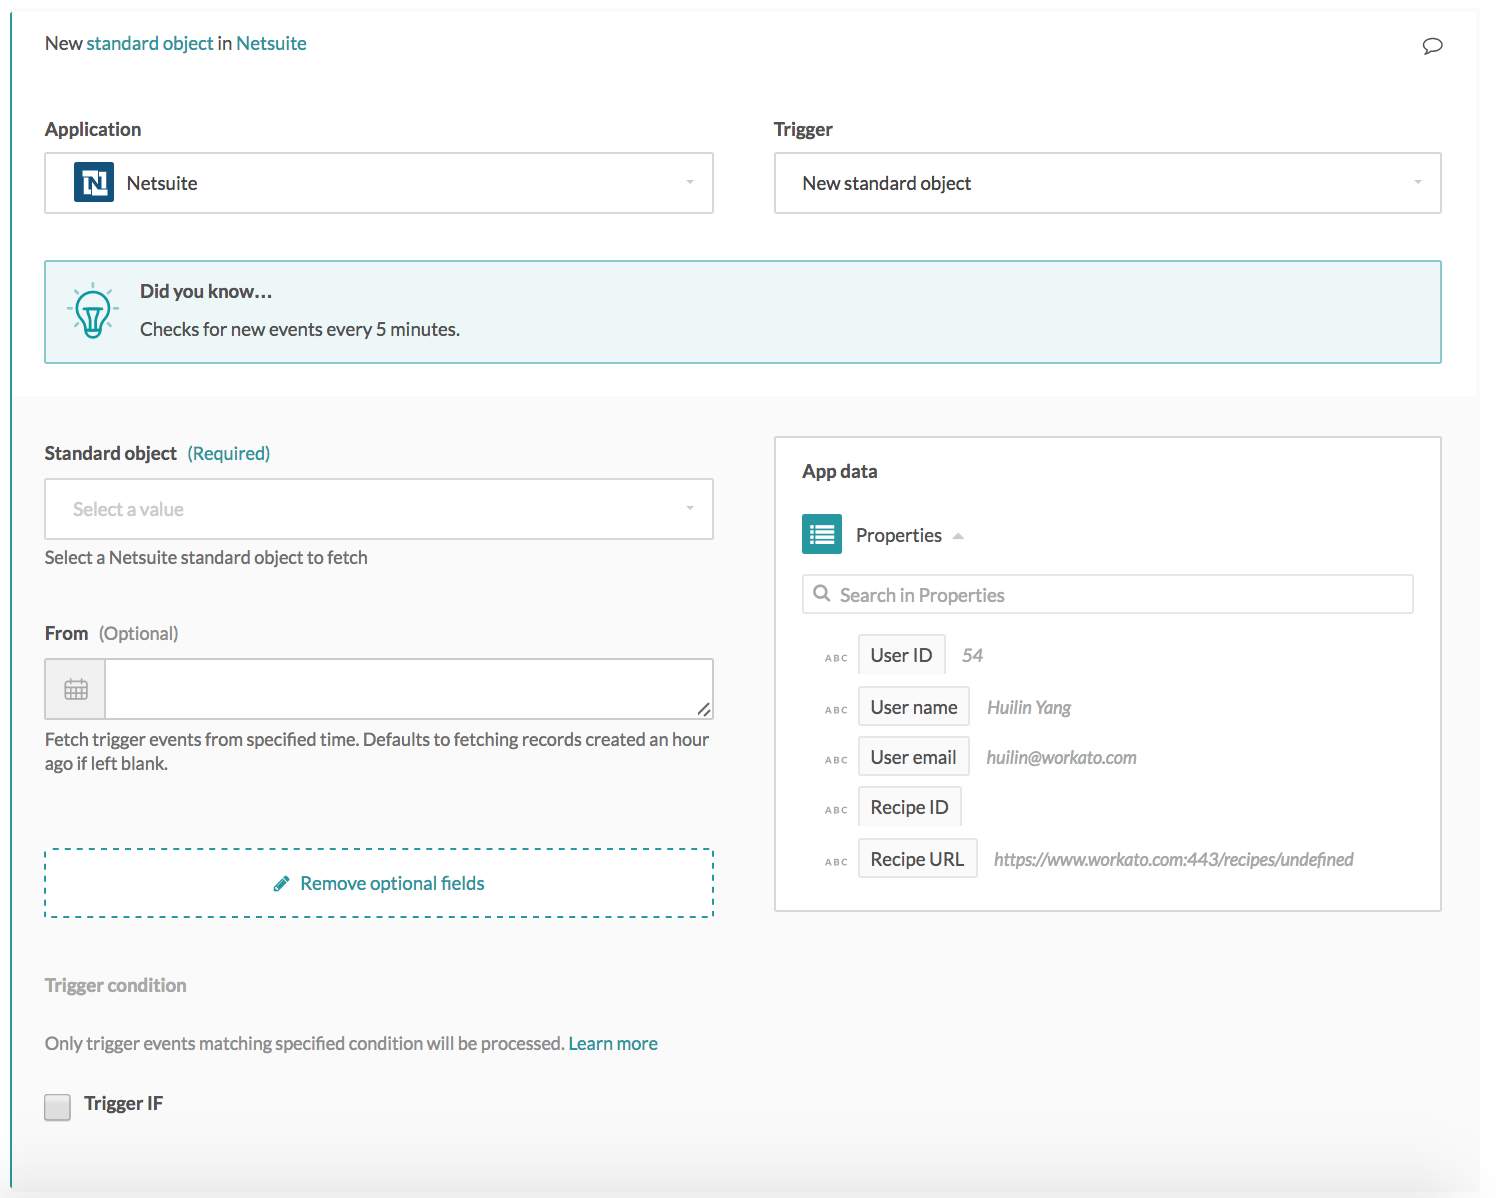 New standard object in Netsuite
Application
Netsuite
Trigger
New standard object
Did you know...
Checks for new events every 5 minutes.
Standard object (Required)
Select a value
Select a Netsuite standard object to fetch
From (Optional)
Fetch trigger events from specified time. Defaults to fetching records created an hour
ago if left blank.
Remove optional fields
Trigger condition
Only trigger events matching specified condition will be processed. Learn more
Trigger IF
App data
Properties
Search in Properties
ABC User ID 54
ABC User name Huilin Yang
ABC User email huilin@workato.com
ABC Recipe ID
ABC Recipe URL https://www.workato.com:443/recipes/undefined